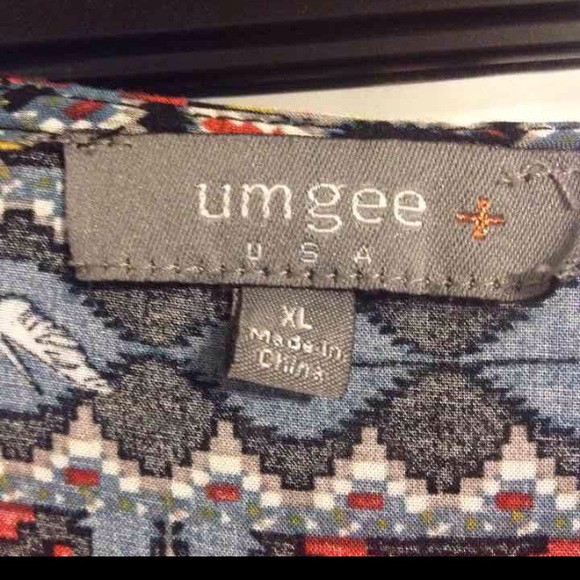 umgee +
USA
XL
Made in
China